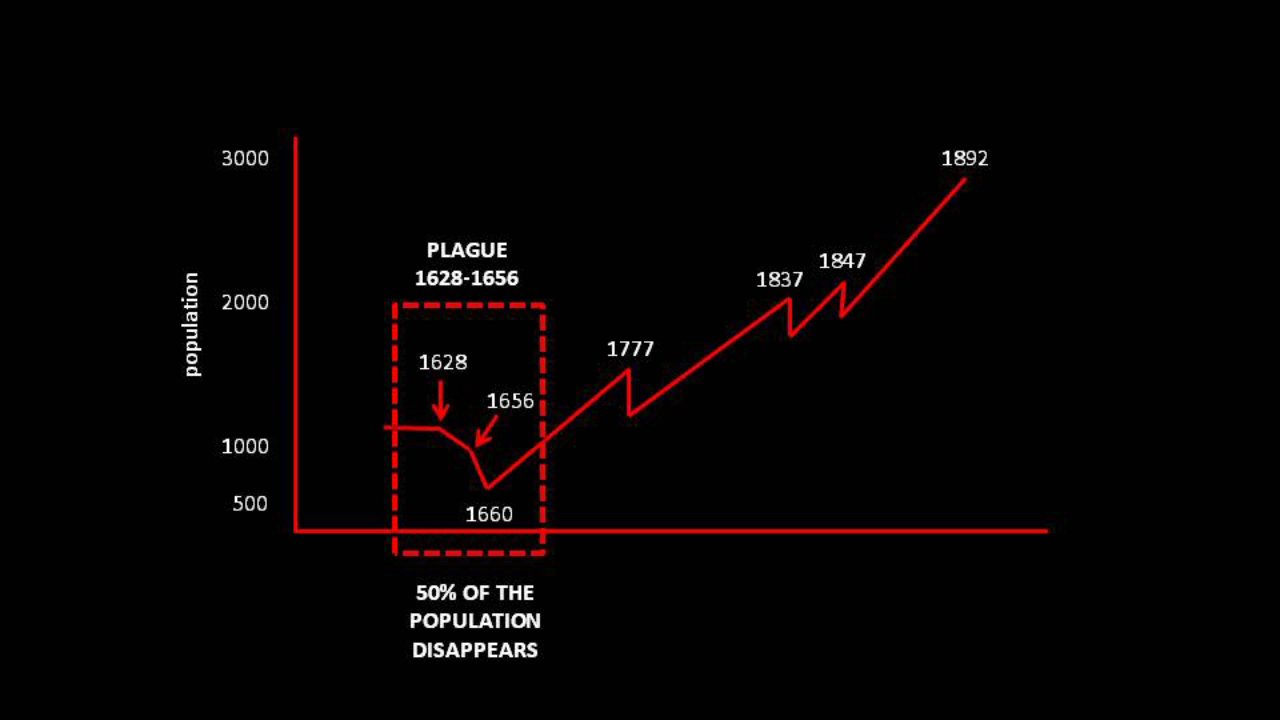 3000
1892
PLAGUE
1628-1656
1847
1837
2000
population
1777
1628
1656
1000
500
1660
50% OF THE
POPULATION
DISAPPEARS